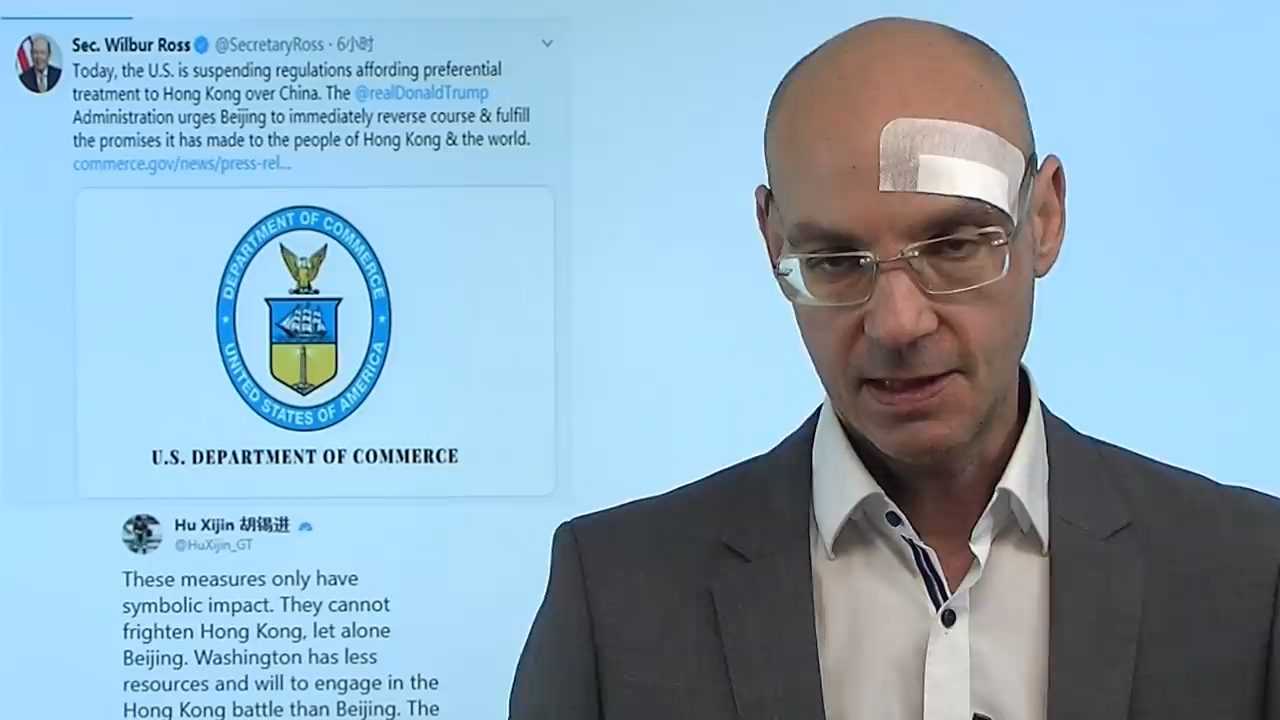 Sec. Wilbur Ross @SecretaryRoss · 6小时
Today, the U.S. is suspending regulations affording preferential
treatment to Hong Kong over China. The @realDonaldTrump
Administration urges Beijing to immediately reverse course & fulfill
the promises it has made to the people of Hong Kong & the world.
commerce.gov/news/press-rel...
DEPARTMENT OF COMMERCE
UNITED STATES OF AMERICA
U.S. DEPARTMENT OF COMMERCE
Hu Xijin 胡锡进
@HuXijin_GT
These measures only have
symbolic impact. They cannot
frighten Hong Kong, let alone
Beijing. Washington has less
resources and will to engage in the
Hong Kong battle than Beijing. The